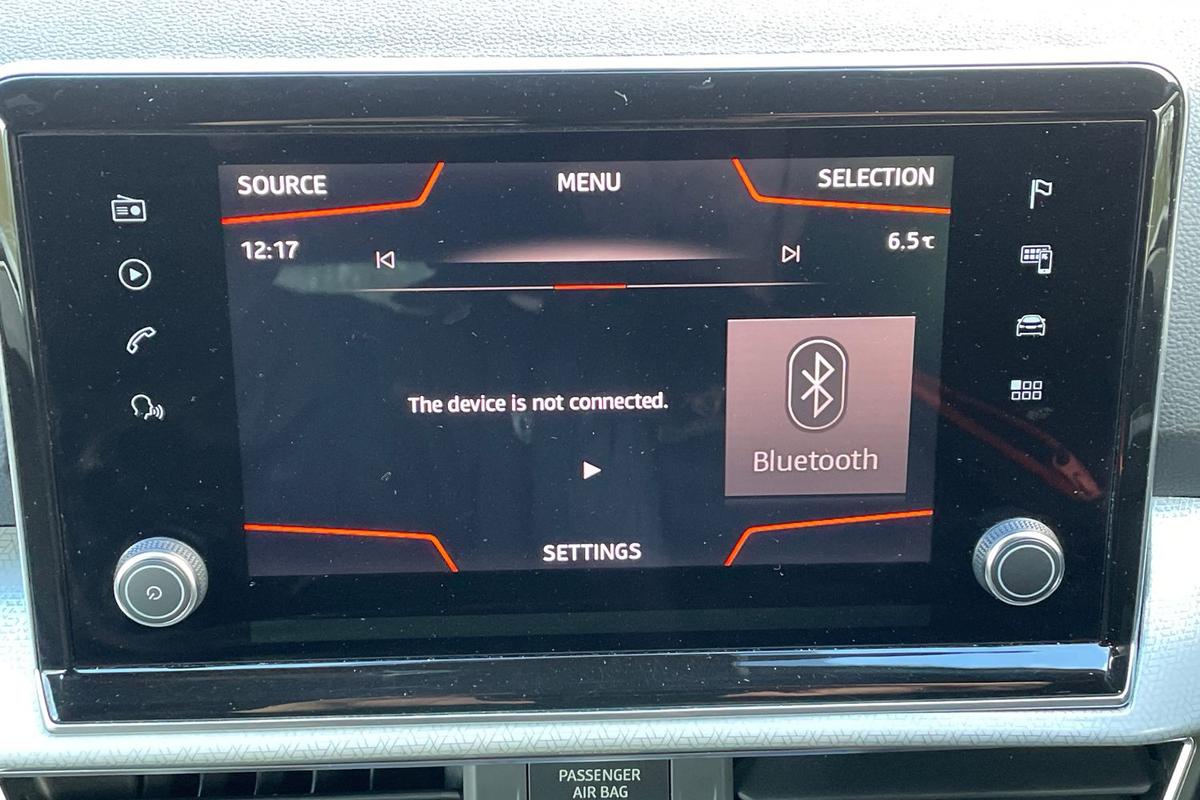 SOURCE
MENU
SELECTION
12:17
6.5℃
The device is not connected.
Bluetooth
SETTINGS
PASSENGER
AIR BAG